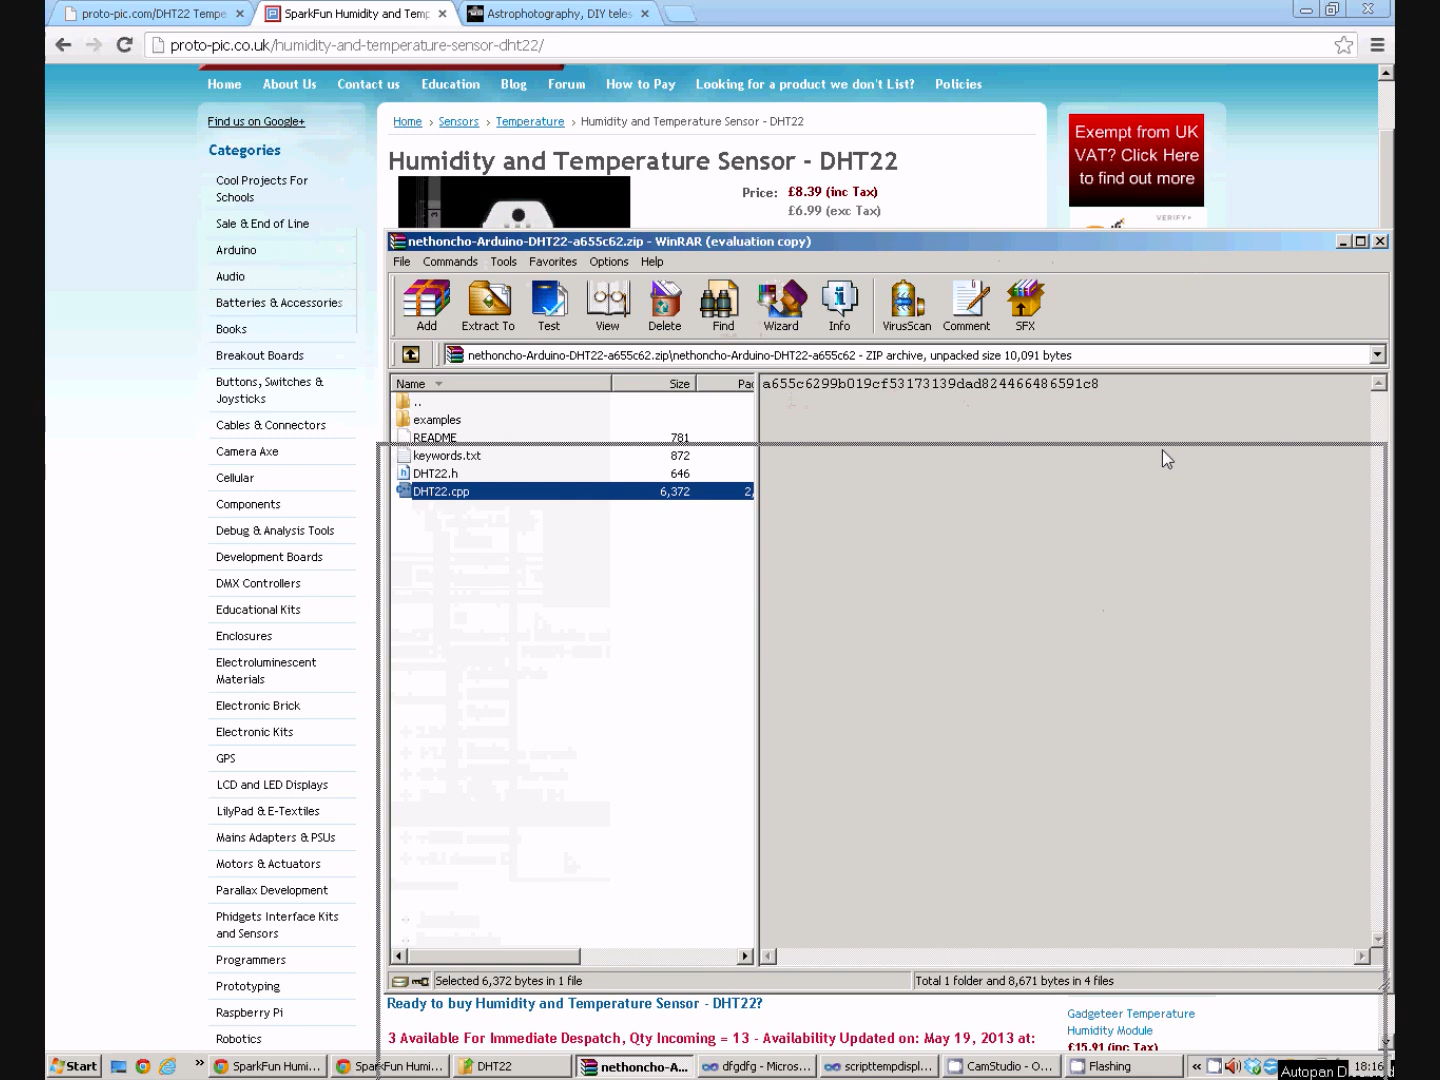 proto-pic.com/DHT22 Tempe
SparkFun Humidity and Temp
Astrophotography, DIY teles
proto-pic.co.uk/humidity-and-temperature-sensor-dht22/
Home About Us Contact us Education Blog Forum How to Pay Looking for a product we don't List? Policies
Find us on Google+
Categories
Cool Projects For
Schools
Sale & End of Line
Arduino
Audio
Batteries & Accessories
Books
Breakout Boards
Buttons, Switches &
Joysticks
Cables & Connectors
Camera Axe
Cellular
Components
Debug & Analysis Tools
Development Boards
DMX Controllers
Educational Kits
Enclosures
Electroluminescent
Materials
Electronic Brick
Electronic Kits
GPS
LCD and LED Displays
LilyPad & E-Textiles
Mains Adapters & PSUs
Motors & Actuators
Parallax Development
Phidgets Interface Kits
and Sensors
Programmers
Prototyping
Raspberry Pi
Robotics
Home › Sensors › Temperature › Humidity and Temperature Sensor - DHT22
Humidity and Temperature Sensor - DHT22
Price: £8.39 (inc Tax)
£6.99 (exc Tax)
Exempt from UK
VAT? Click Here
to find out more
VERIFY+
nethoncho-Arduino-DHT22-a655c62.zip - WinRAR (evaluation copy)
File Commands Tools Favorites Options Help
Add Extract To Test View Delete Find Wizard Info VirusScan Comment SFX
nethoncho-Arduino-DHT22-a655c62.zip\nethoncho-Arduino-DHT22-a655c62 - ZIP archive, unpacked size 10,091 bytes
Name Size Pac
a655c6299b019cf53173139dad824466486591c8
..
examples
README 781
keywords.txt 872
DHT22.h 646
DHT22.cpp 6,372 2,
Selected 6,372 bytes in 1 file
Total 1 folder and 8,671 bytes in 4 files
Ready to buy Humidity and Temperature Sensor - DHT22?
3 Available For Immediate Despatch, Qty Incoming = 13 - Availability Updated on: May 19, 2013 at:
Gadgeteer Temperature
Humidity Module
£15.91 (inc Tax)
Start » SparkFun Humi... SparkFun Humi... DHT22 nethoncho-A... dfgdfg - Micros... scripttempdispl... CamStudio - O... Flashing « 18:16
Autopan D